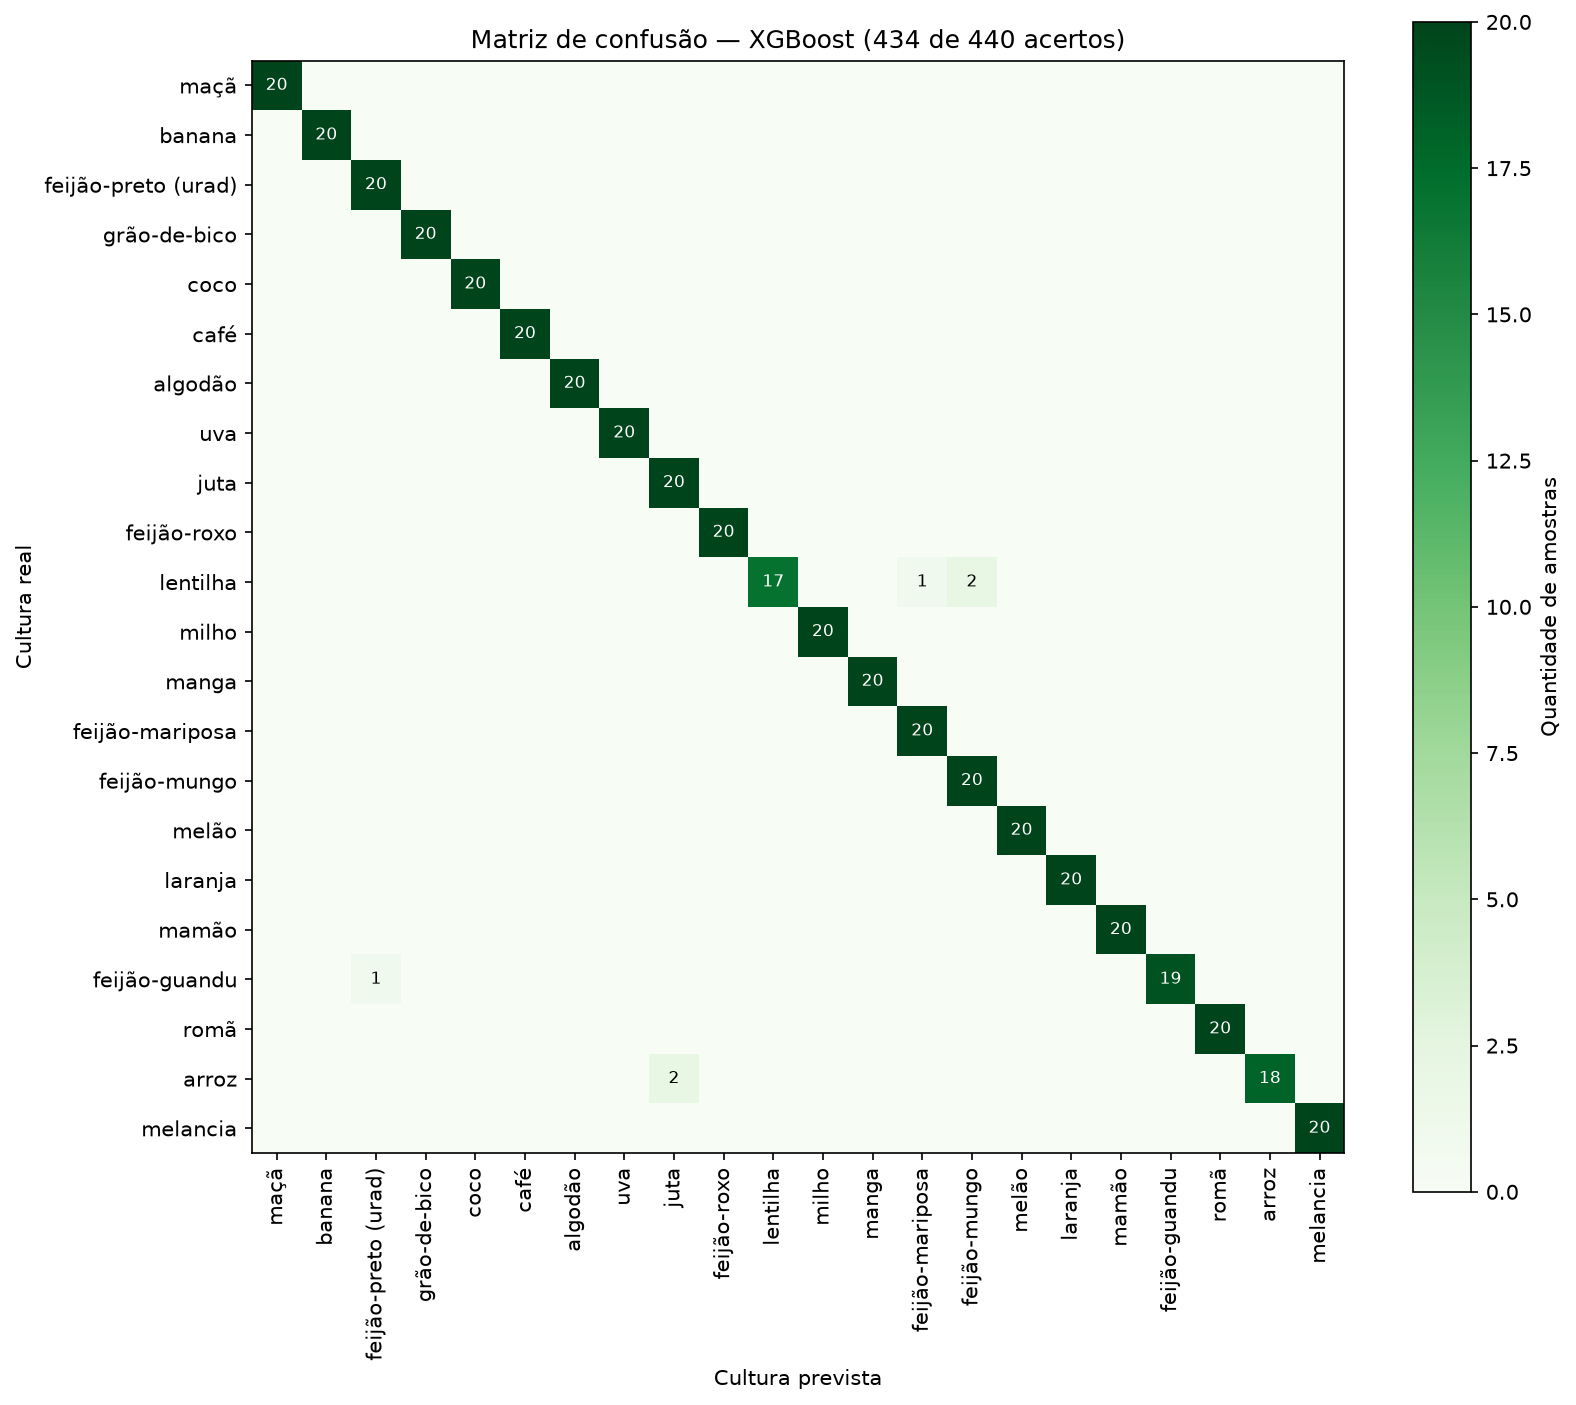 Matriz de confusão — XGBoost (434 de 440 acertos)
Cultura real
maçã 20
banana 20
feijão-preto (urad) 20
grão-de-bico 20
coco 20
café 20
algodão 20
uva 20
juta 20
feijão-roxo 20
lentilha 17 1 2
milho 20
manga 20
feijão-mariposa 20
feijão-mungo 20
melão 20
laranja 20
mamão 20
feijão-guandu 1 19
romã 20
arroz 2 18
melancia 20
maçã
banana
feijão-preto (urad)
grão-de-bico
coco
café
algodão
uva
juta
feijão-roxo
lentilha
milho
manga
feijão-mariposa
feijão-mungo
melão
laranja
mamão
feijão-guandu
romã
arroz
melancia
Cultura prevista
20.0
17.5
15.0
12.5
10.0
7.5
5.0
2.5
0.0
Quantidade de amostras